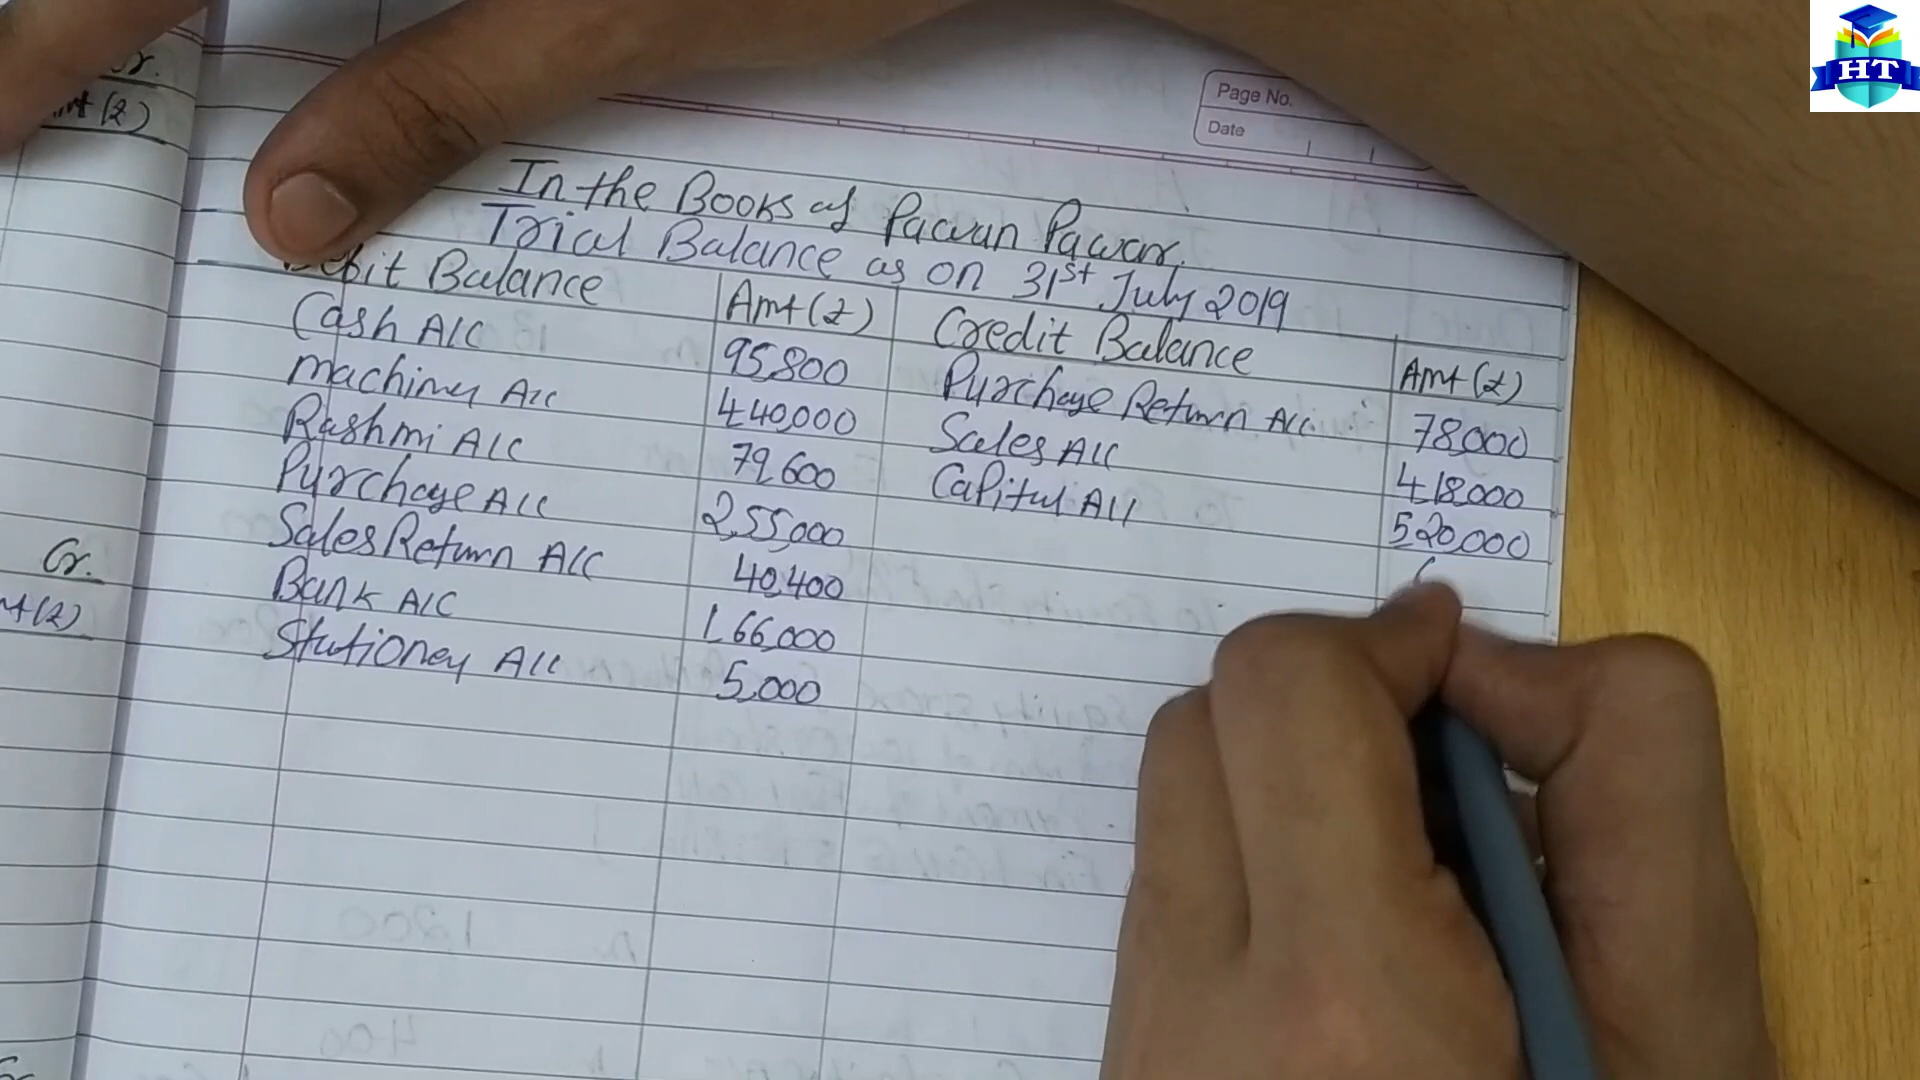 HT
Page No.
Date
In the Books of Pawan Pawar.
Trial Balance as on 31st July 2019
Debit Balance Amt (₹) Credit Balance Amt (₹)
Cash A/C 95,800 Purchase Return A/c 78,000
Machinery A/c 4,40,000 Sales A/C 4,18,000
Rashmi A/C 79,600 Capital A/c 5,20,000
Purchase A/C 2,55,000
Sales Return A/C 40,400
Bank A/C 1,66,000
Stationey A/c 5,000
Cr.